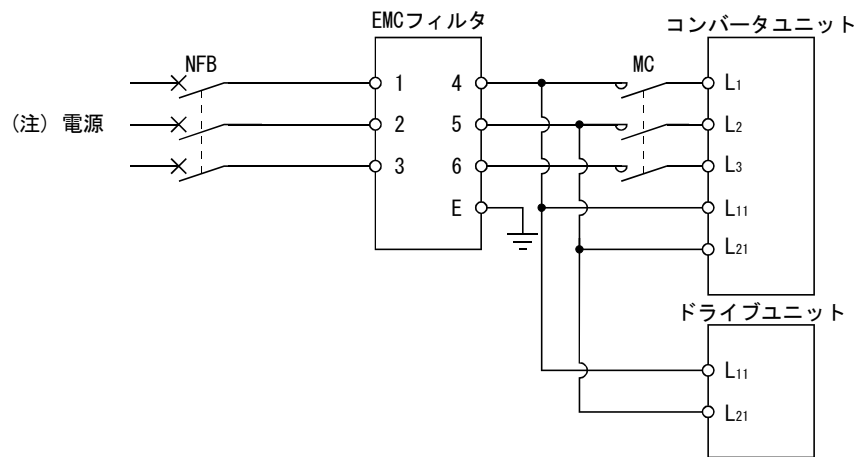 EMCフィルタ
コンバータユニット
NFB
MC
1
4
L1
(注) 電源
2
5
L2
3
6
L3
E
L11
L21
ドライブユニット
L11
L21